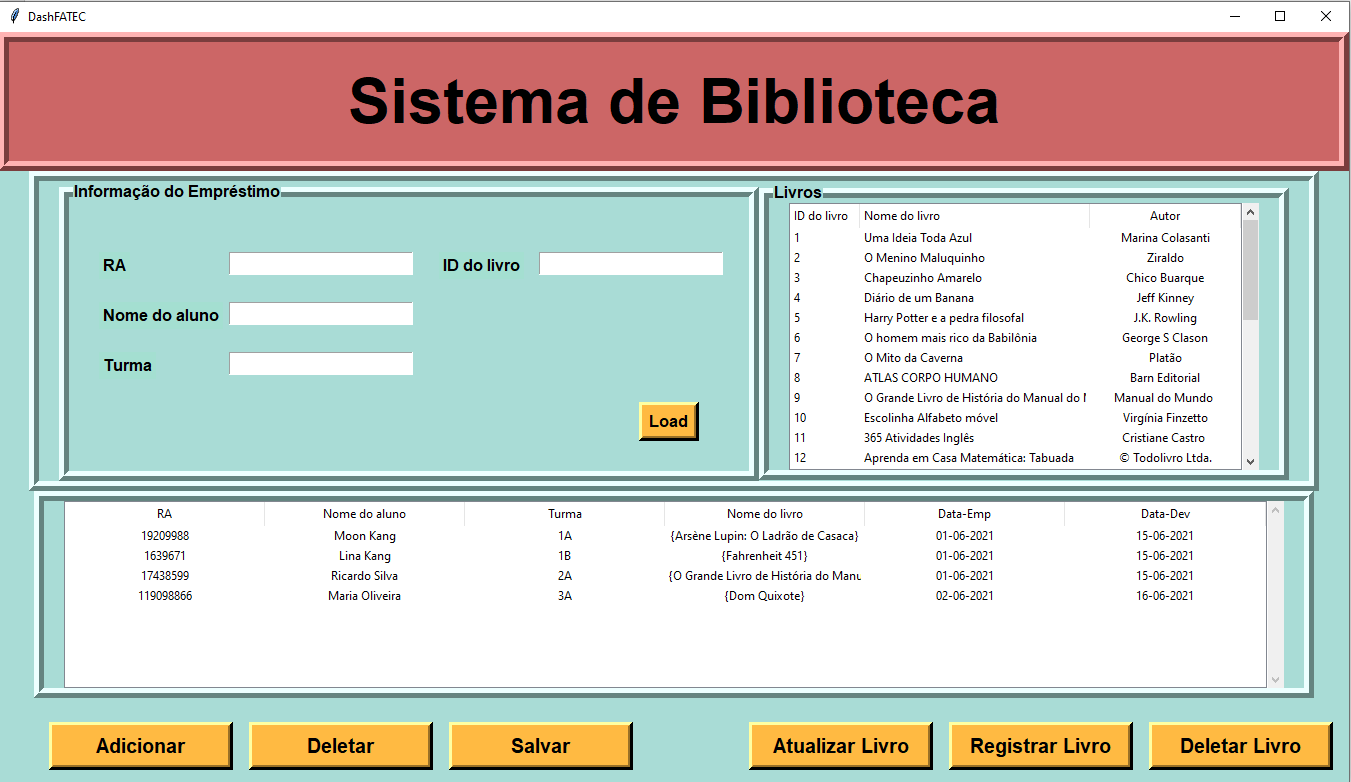 DashFATEC
Sistema de Biblioteca
Informação do Empréstimo
RA
ID do livro
Nome do aluno
Turma
Load
Livros
ID do livro Nome do livro Autor
1 Uma Ideia Toda Azul Marina Colasanti
2 O Menino Maluquinho Ziraldo
3 Chapeuzinho Amarelo Chico Buarque
4 Diário de um Banana Jeff Kinney
5 Harry Potter e a pedra filosofal J.K. Rowling
6 O homem mais rico da Babilônia George S Clason
7 O Mito da Caverna Platão
8 ATLAS CORPO HUMANO Barn Editorial
9 O Grande Livro de História do Manual do Manual do Mundo
10 Escolinha Alfabeto móvel Virgínia Finzetto
11 365 Atividades Inglês Cristiane Castro
12 Aprenda em Casa Matemática: Tabuada © Todolivro Ltda.
RA Nome do aluno Turma Nome do livro Data-Emp Data-Dev
19209988 Moon Kang 1A {Arsène Lupin: O Ladrão de Casaca} 01-06-2021 15-06-2021
1639671 Lina Kang 1B {Fahrenheit 451} 01-06-2021 15-06-2021
17438599 Ricardo Silva 2A {O Grande Livro de História do Manu 01-06-2021 15-06-2021
119098866 Maria Oliveira 3A {Dom Quixote} 02-06-2021 16-06-2021
Adicionar Deletar Salvar Atualizar Livro Registrar Livro Deletar Livro